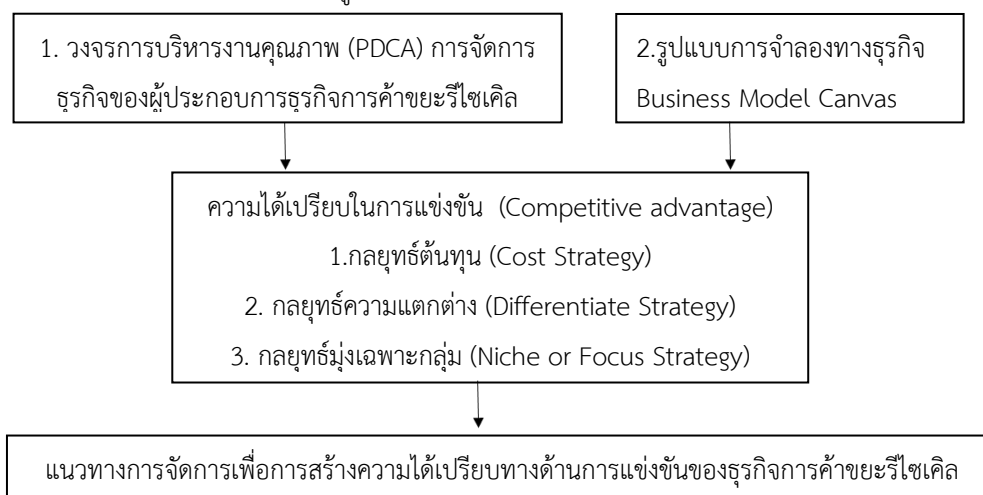 1. วงจรการบริหารงานคุณภาพ (PDCA) การจัดการ
ธุรกิจของผู้ประกอบการธุรกิจการค้าขยะรีไซเคิล
2.รูปแบบการจำลองทางธุรกิจ
Business Model Canvas
ความได้เปรียบในการแข่งขัน (Competitive advantage)
1.กลยุทธ์ต้นทุน (Cost Strategy)
2. กลยุทธ์ความแตกต่าง (Differentiate Strategy)
3. กลยุทธ์มุ่งเฉพาะกลุ่ม (Niche or Focus Strategy)
แนวทางการจัดการเพื่อการสร้างความได้เปรียบทางด้านการแข่งขันของธุรกิจการค้าขยะรีไซเคิล